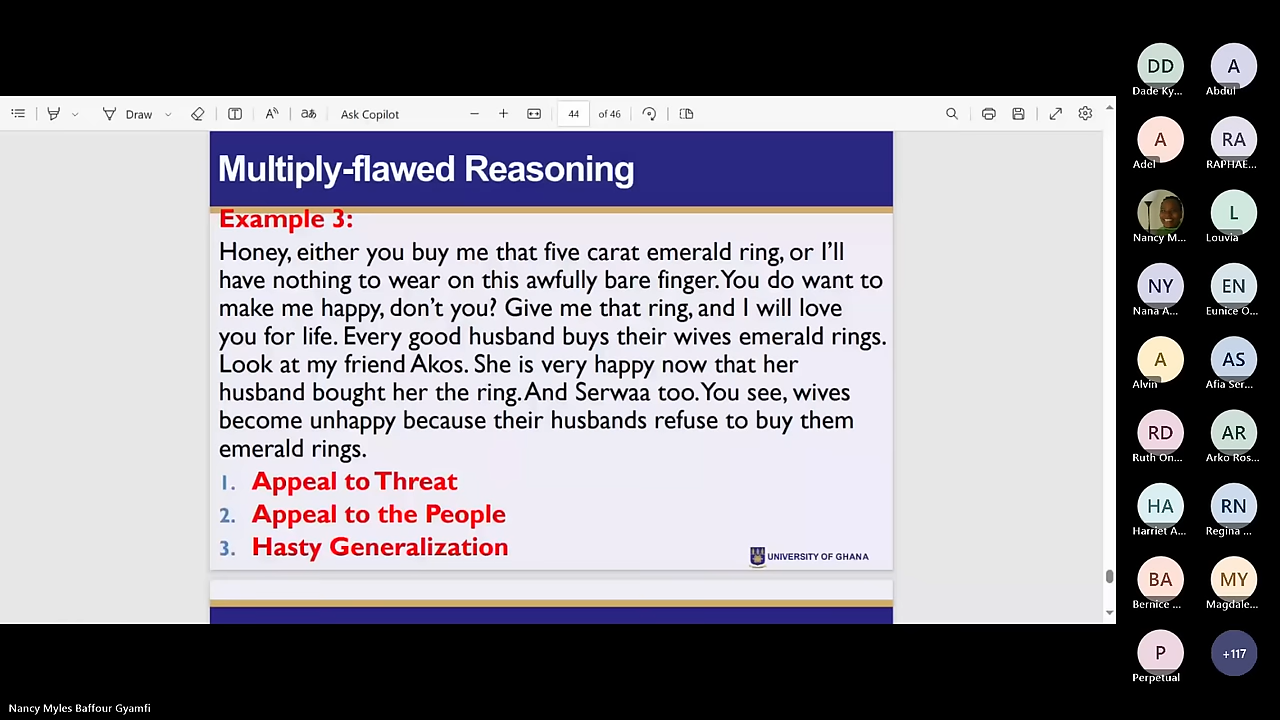 Draw
Ask Copilot
44 of 46
Multiply-flawed Reasoning
Example 3:
Honey, either you buy me that five carat emerald ring, or I'll
have nothing to wear on this awfully bare finger. You do want to
make me happy, don't you? Give me that ring, and I will love
you for life. Every good husband buys their wives emerald rings.
Look at my friend Akos. She is very happy now that her
husband bought her the ring. And Serwaa too. You see, wives
become unhappy because their husbands refuse to buy them
emerald rings.
1. Appeal to Threat
2. Appeal to the People
3. Hasty Generalization
UNIVERSITY OF GHANA
DD A
Dade Ky... Abdul
A RA
Adel RAPHAE...
L
Nancy M... Louvia
NY EN
Nana A... Eunice O...
A AS
Alvin Afia Ser...
RD AR
Ruth On... Arko Ros...
HA RN
Harriet A... Regina ...
BA MY
Bernice ... Magdale...
P +117
Perpetual
Nancy Myles Baffour Gyamfi